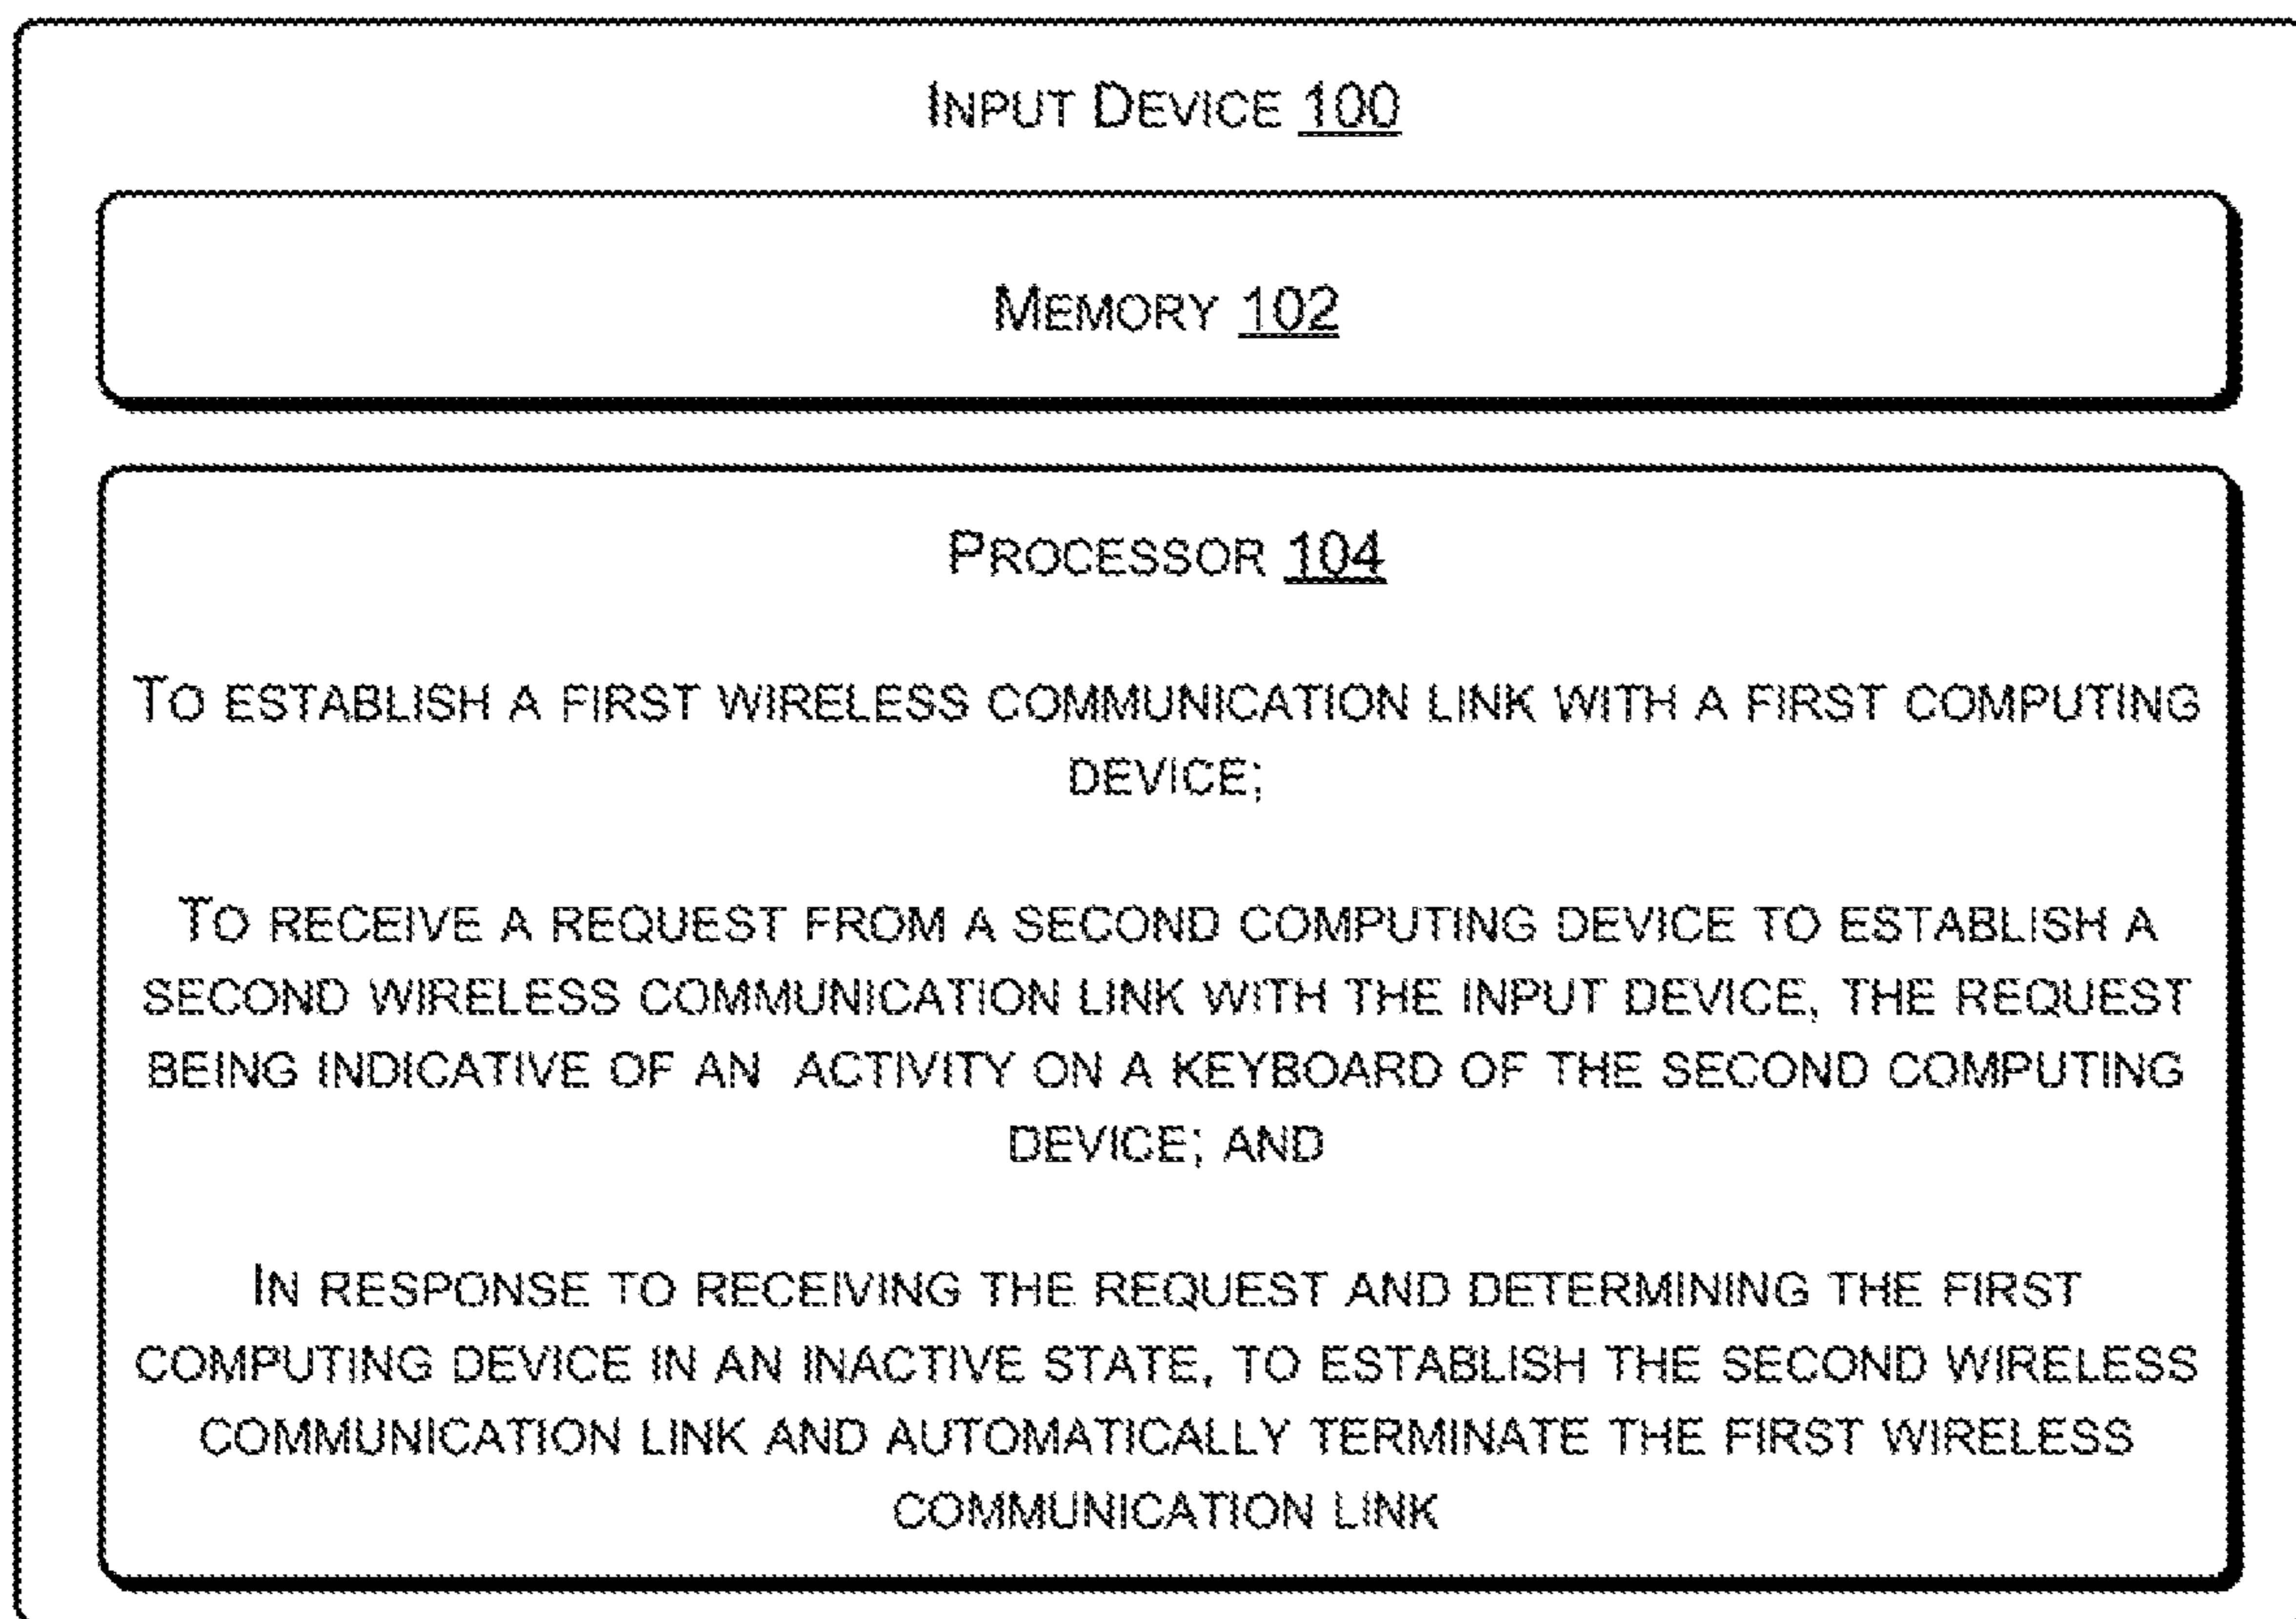 INPUT DEVICE 100
MEMORY 102
PROCESSOR 104
TO ESTABLISH A FIRST WIRELESS COMMUNICATION LINK WITH A FIRST COMPUTING
DEVICE;
TO RECEIVE A REQUEST FROM A SECOND COMPUTING DEVICE TO ESTABLISH A
SECOND WIRELESS COMMUNICATION LINK WITH THE INPUT DEVICE, THE REQUEST
BEING INDICATIVE OF AN ACTIVITY ON A KEYBOARD OF THE SECOND COMPUTING
DEVICE; AND
IN RESPONSE TO RECEIVING THE REQUEST AND DETERMINING THE FIRST
COMPUTING DEVICE IN AN INACTIVE STATE, TO ESTABLISH THE SECOND WIRELESS
COMMUNICATION LINK AND AUTOMATICALLY TERMINATE THE FIRST WIRELESS
COMMUNICATION LINK